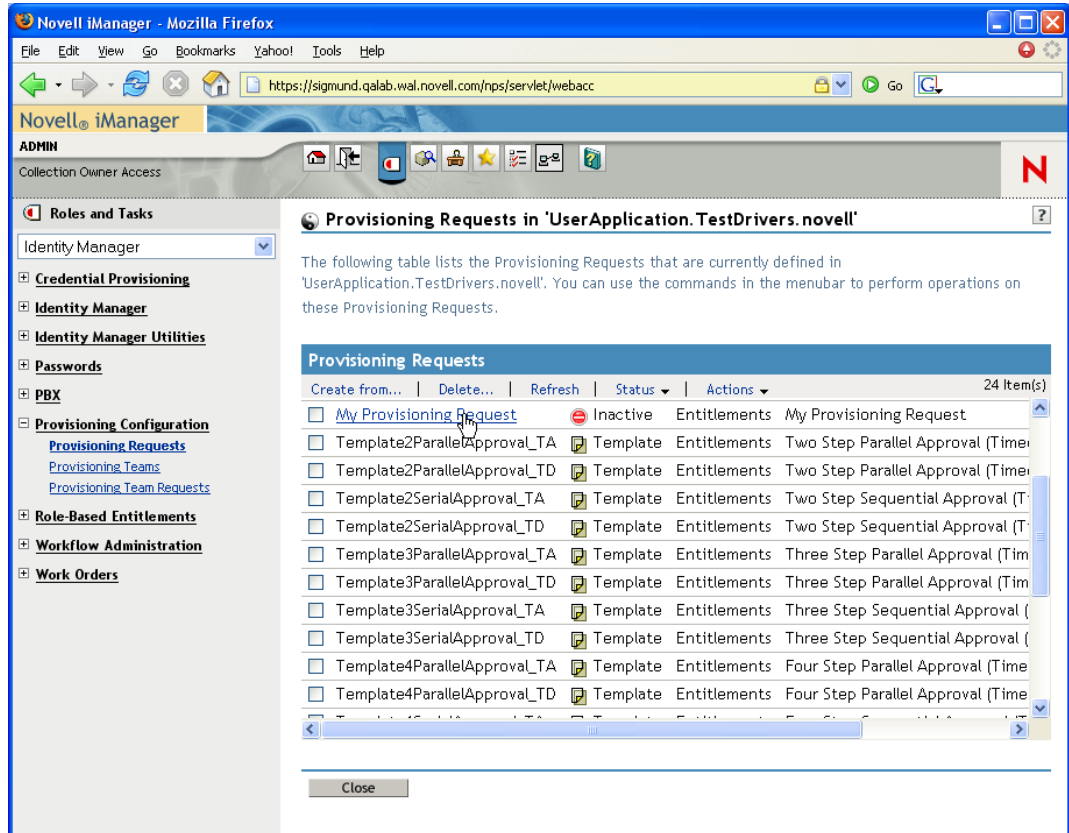 Novell iManager - Mozilla Firefox
File Edit View Go Bookmarks Yahoo! Tools Help
https://sigmund.qalab.wal.novell.com/nps/servlet/webacc Go G
Novell® iManager
ADMIN
Collection Owner Access
N
Roles and Tasks
Identity Manager
Credential Provisioning
Identity Manager
Identity Manager Utilities
Passwords
PBX
Provisioning Configuration
Provisioning Requests
Provisioning Teams
Provisioning Team Requests
Role-Based Entitlements
Workflow Administration
Work Orders
Provisioning Requests in 'UserApplication.TestDrivers.novell' ?
The following table lists the Provisioning Requests that are currently defined in
'UserApplication.TestDrivers.novell'. You can use the commands in the menubar to perform operations on
these Provisioning Requests.
Provisioning Requests
Create from... | Delete... | Refresh | Status | Actions 24 Item(s)
My Provisioning Request Inactive Entitlements My Provisioning Request
Template2ParallelApproval_TA Template Entitlements Two Step Parallel Approval (Time
Template2ParallelApproval_TD Template Entitlements Two Step Parallel Approval (Time
Template2SerialApproval_TA Template Entitlements Two Step Sequential Approval (T
Template2SerialApproval_TD Template Entitlements Two Step Sequential Approval (T
Template3ParallelApproval_TA Template Entitlements Three Step Parallel Approval (Tim
Template3ParallelApproval_TD Template Entitlements Three Step Parallel Approval (Tim
Template3SerialApproval_TA Template Entitlements Three Step Sequential Approval (
Template3SerialApproval_TD Template Entitlements Three Step Sequential Approval (
Template4ParallelApproval_TA Template Entitlements Four Step Parallel Approval (Time
Template4ParallelApproval_TD Template Entitlements Four Step Parallel Approval (Time
Close